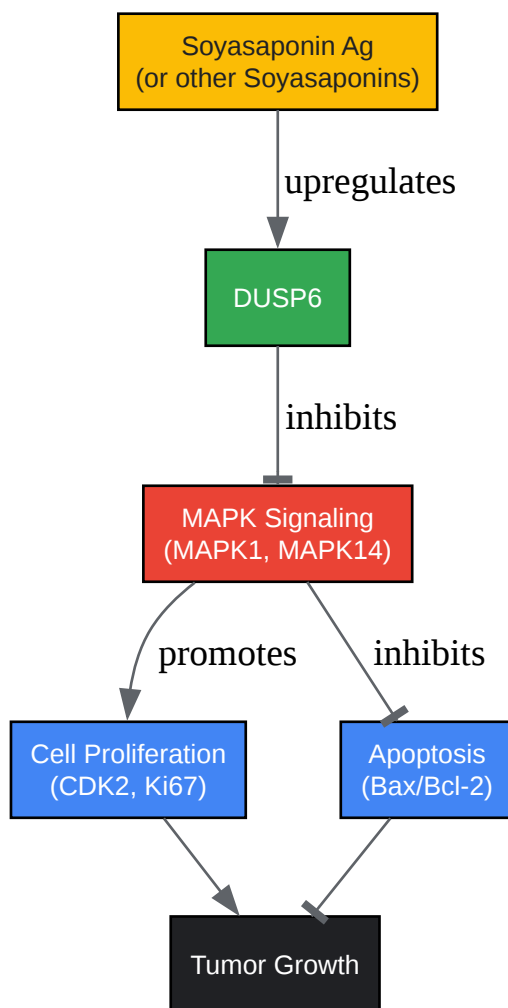 Soyasaponin Ag
(or other Soyasaponins)
upregulates
DUSP6
inhibits
MAPK Signaling
(MAPK1, MAPK14)
promotes
inhibits
Cell Proliferation
(CDK2, Ki67)
Apoptosis
(Bax/Bcl-2)
Tumor Growth